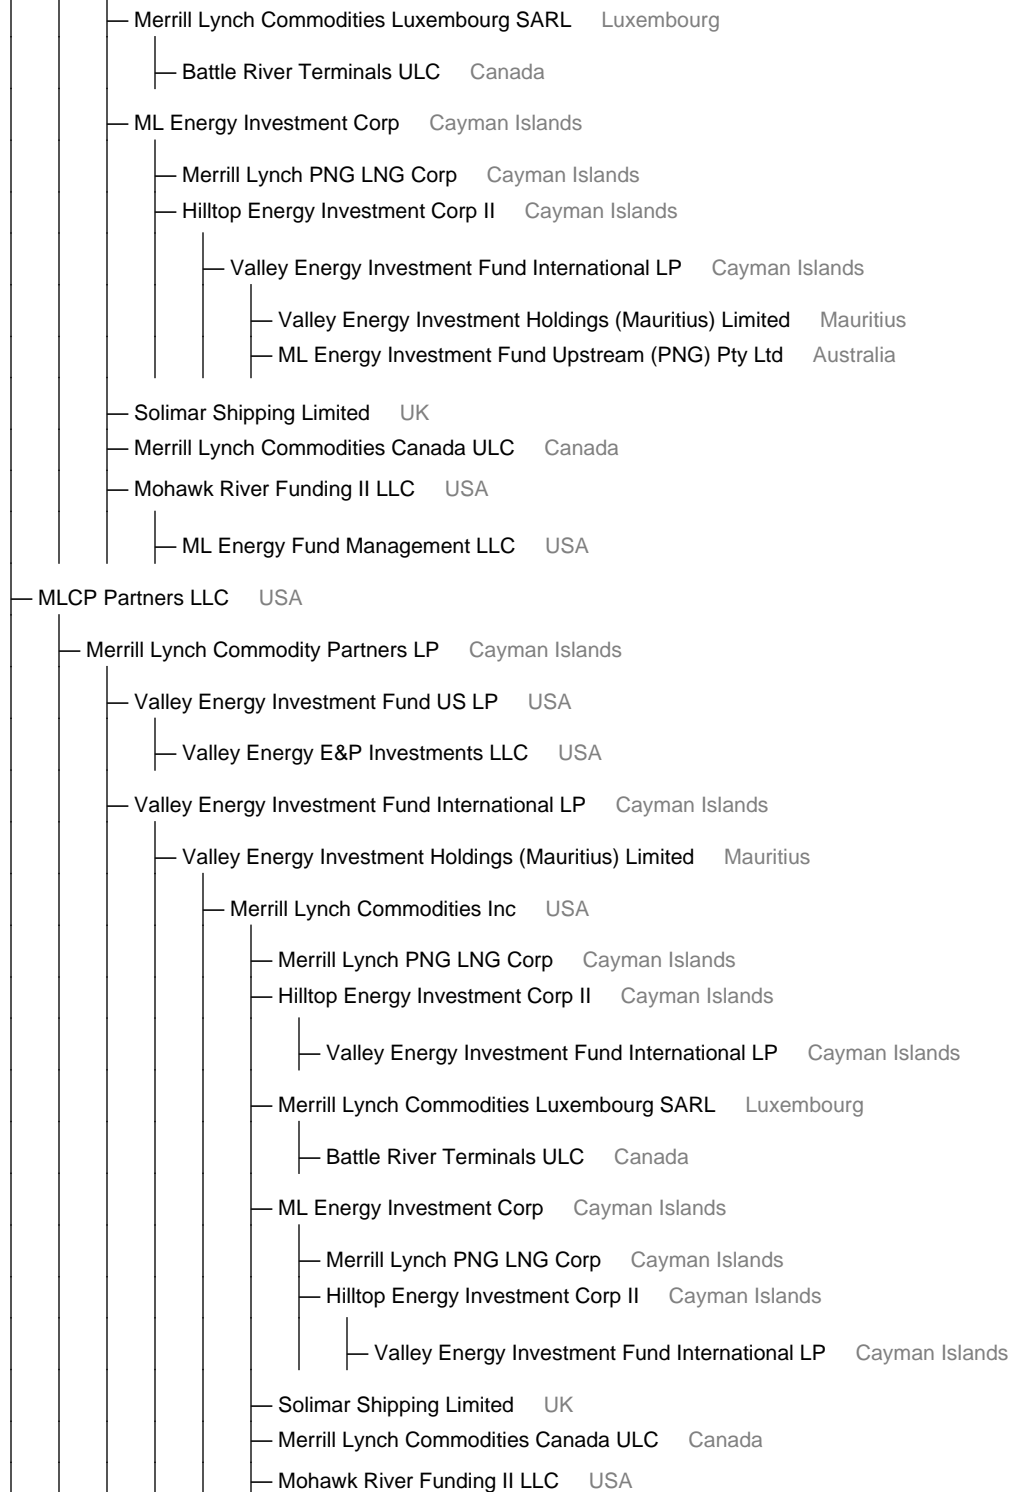 Merrill Lynch Commodities Luxembourg SARL Luxembourg
Battle River Terminals ULC Canada
ML Energy Investment Corp Cayman Islands
Merrill Lynch PNG LNG Corp Cayman Islands
Hilltop Energy Investment Corp II Cayman Islands
Valley Energy Investment Fund International LP Cayman Islands
Valley Energy Investment Holdings (Mauritius) Limited Mauritius
ML Energy Investment Fund Upstream (PNG) Pty Ltd Australia
Solimar Shipping Limited UK
Merrill Lynch Commodities Canada ULC Canada
Mohawk River Funding II LLC USA
ML Energy Fund Management LLC USA
MLCP Partners LLC USA
Merrill Lynch Commodity Partners LP Cayman Islands
Valley Energy Investment Fund US LP USA
Valley Energy E&P Investments LLC USA
Valley Energy Investment Fund International LP Cayman Islands
Valley Energy Investment Holdings (Mauritius) Limited Mauritius
Merrill Lynch Commodities Inc USA
Merrill Lynch PNG LNG Corp Cayman Islands
Hilltop Energy Investment Corp II Cayman Islands
Valley Energy Investment Fund International LP Cayman Islands
Merrill Lynch Commodities Luxembourg SARL Luxembourg
Battle River Terminals ULC Canada
ML Energy Investment Corp Cayman Islands
Merrill Lynch PNG LNG Corp Cayman Islands
Hilltop Energy Investment Corp II Cayman Islands
Valley Energy Investment Fund International LP Cayman Islands
Solimar Shipping Limited UK
Merrill Lynch Commodities Canada ULC Canada
Mohawk River Funding II LLC USA